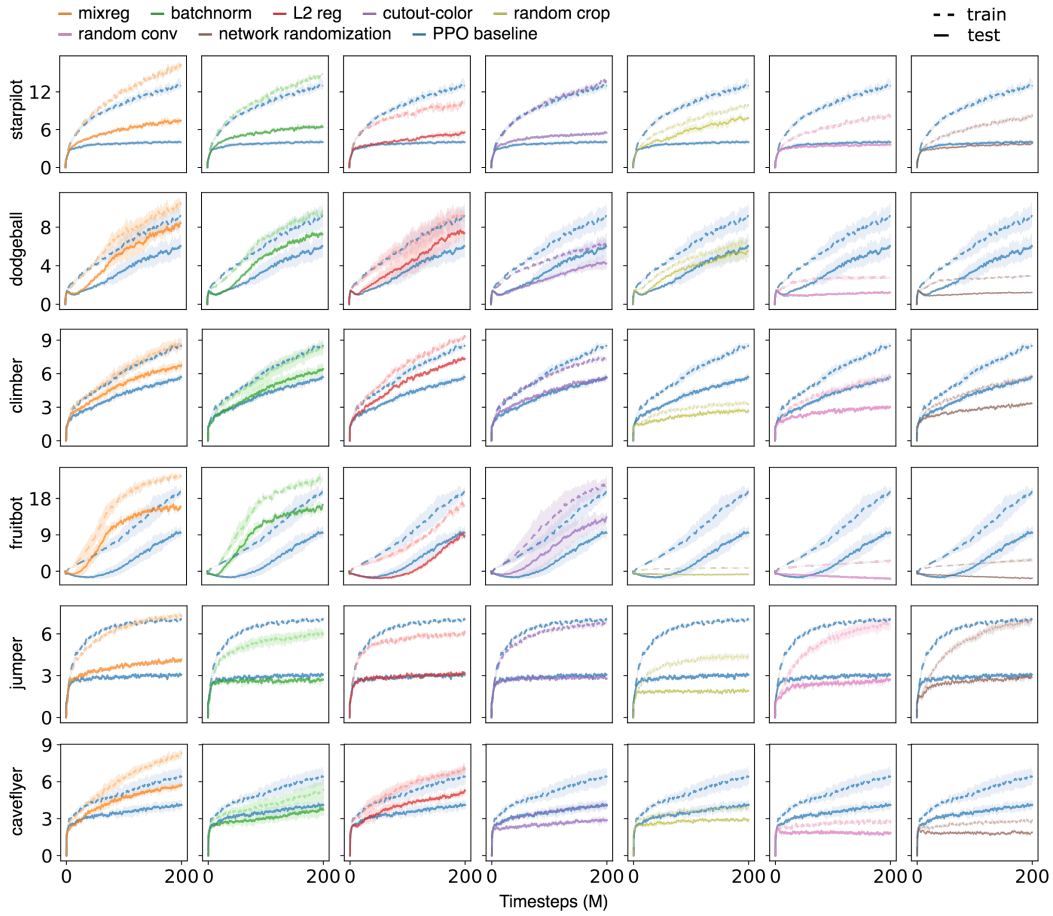 mixreg batchnorm L2 reg cutout-color random crop
random conv network randomization PPO baseline
train
test
starpilot
12
6
0
dodgeball
8
4
0
climber
9
6
3
0
fruitbot
18
9
0
jumper
6
3
0
caveflyer
9
6
3
0
0 200 0 200 0 200 0 200 0 200 0 200 0 200
Timesteps (M)